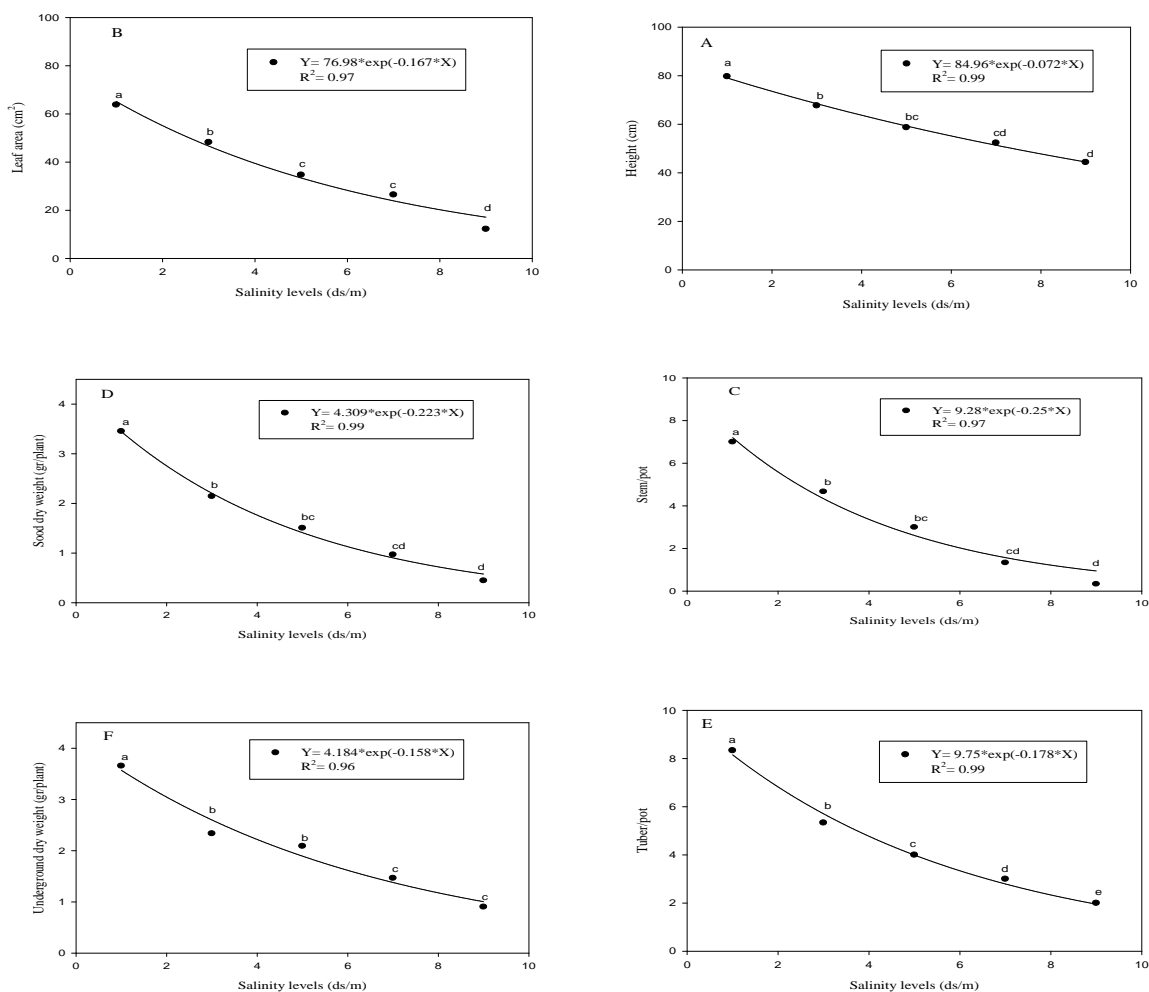 B
Y= 76.98*exp(-0.167*X)
R²= 0.97
a
b
c
c
d
100
80
60
40
20
0
0 2 4 6 8 10
Leaf area (cm²)
Salinity levels (ds/m)
A
Y= 84.96*exp(-0.072*X)
R²= 0.99
a
b
bc
cd
d
100
80
60
40
20
0
0 2 4 6 8 10
Height (cm)
Salinity levels (ds/m)
D
Y= 4.309*exp(-0.223*X)
R²= 0.99
a
b
bc
cd
d
4
3
2
1
0
0 2 4 6 8 10
Sood dry weight (gr/plant)
Salinity levels (ds/m)
C
Y= 9.28*exp(-0.25*X)
R²= 0.97
a
b
bc
cd
d
10
8
6
4
2
0
0 2 4 6 8 10
Stem/pot
Salinity levels (ds/m)
F
Y= 4.184*exp(-0.158*X)
R²= 0.96
a
b
b
c
c
4
3
2
1
0
0 2 4 6 8 10
Underground dry weight (gr/plant)
Salinity levels (ds/m)
E
Y= 9.75*exp(-0.178*X)
R²= 0.99
a
b
c
d
e
10
8
6
4
2
0
0 2 4 6 8 10
Tuber/pot
Salinity levels (ds/m)